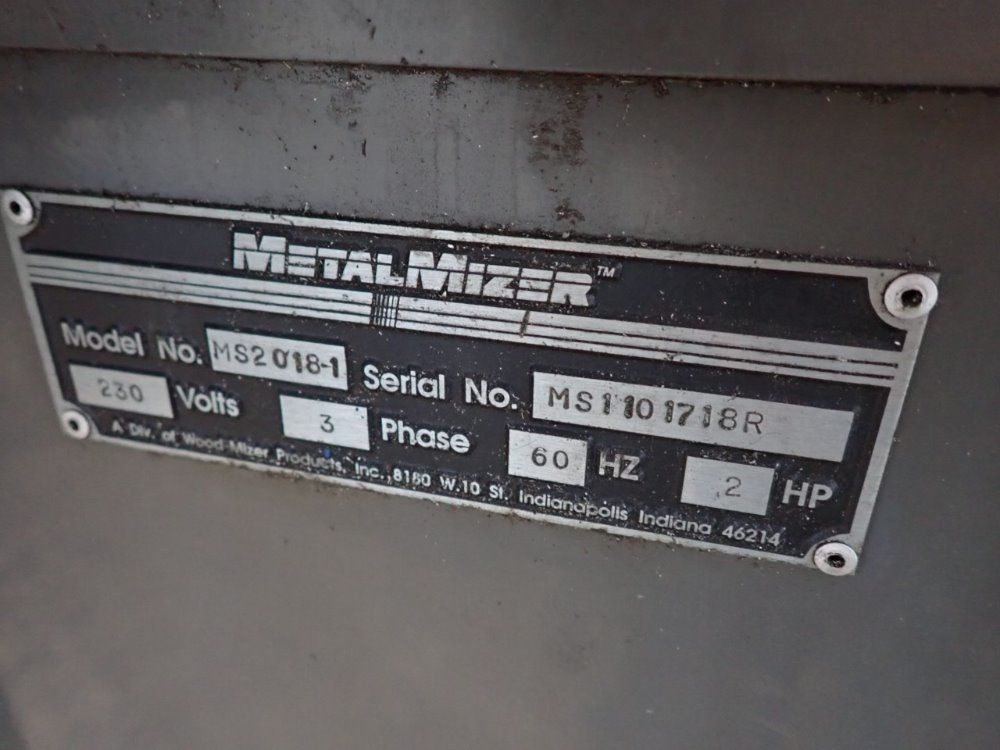 METALMIZER™
Model No. MS2018-1 Serial No. MS1101718R
230 Volts 3 Phase 60 HZ 2 HP
A Div. of Wood-Mizer Products, Inc., 8180 W. 10 St. Indianapolis Indiana 46214